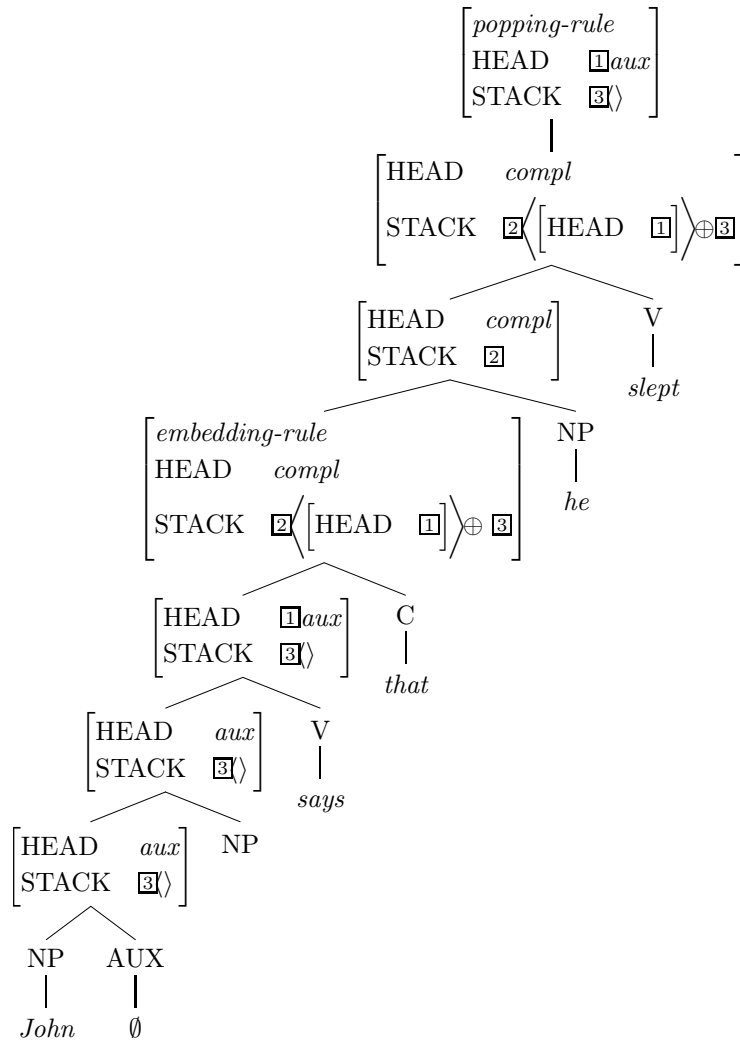 popping-rule
HEAD [1]aux
STACK [3]⟨⟩
HEAD compl
STACK [2]⟨[HEAD [1]]⟩⊕[3]
HEAD compl
STACK [2]
V
slept
embedding-rule
HEAD compl
STACK [2]⟨[HEAD [1]]⟩⊕ [3]
NP
he
HEAD [1]aux
STACK [3]⟨⟩
C
that
HEAD aux
STACK [3]⟨⟩
V
says
HEAD aux
STACK [3]⟨⟩
NP
NP AUX
John ∅